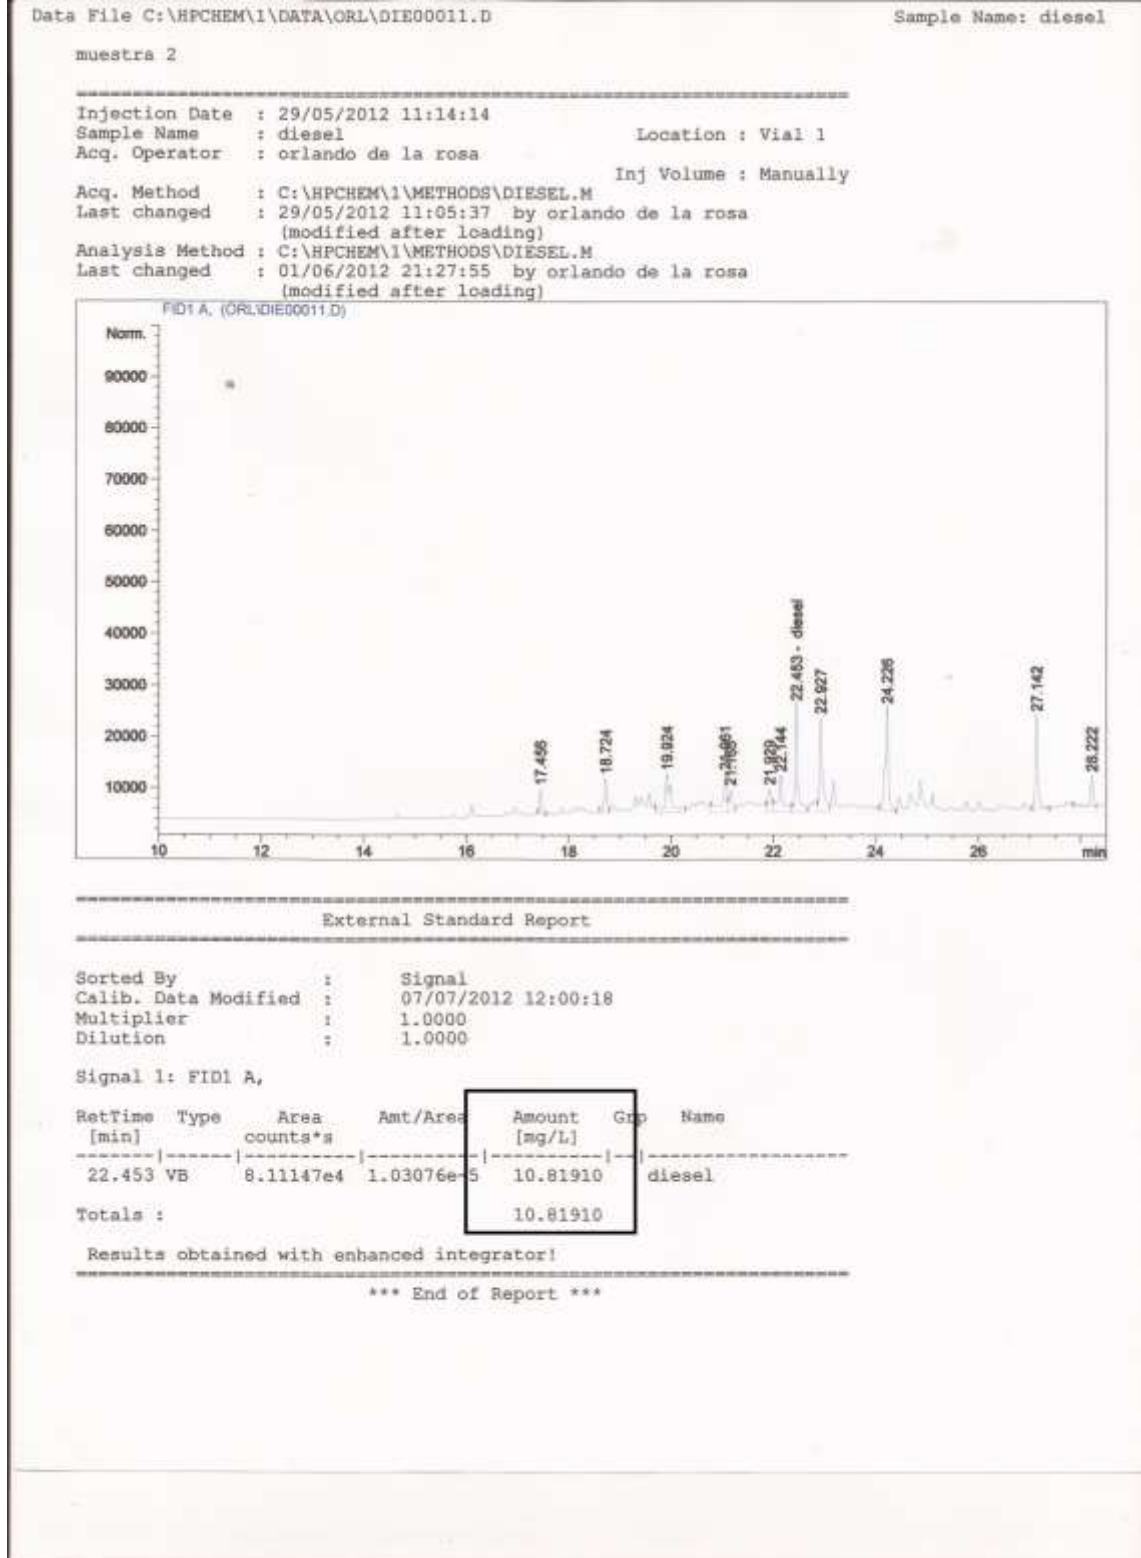 Data File C:\HPCHEM\1\DATA\ORL\DIE00011.D Sample Name: diesel
muestra 2
Injection Date : 29/05/2012 11:14:14
Sample Name : diesel Location : Vial 1
Acq. Operator : orlando de la rosa
Inj Volume : Manually
Acq. Method : C:\HPCHEM\1\METHODS\DIESEL.M
Last changed : 29/05/2012 11:05:37 by orlando de la rosa
(modified after loading)
Analysis Method : C:\HPCHEM\1\METHODS\DIESEL.M
Last changed : 01/06/2012 21:27:55 by orlando de la rosa
(modified after loading)
FID1 A, (ORL\DIE00011.D)
Norm.
90000
80000
70000
60000
50000
40000
30000
20000
10000
17.456
18.724
19.924
21.929
22.144
22.453 - diesel
22.927
24.226
27.142
28.222
10 12 14 16 18 20 22 24 26 min
External Standard Report
Sorted By : Signal
Calib. Data Modified : 07/07/2012 12:00:18
Multiplier : 1.0000
Dilution : 1.0000
Signal 1: FID1 A,
RetTime Type Area Amt/Area Amount Grp Name
[min] counts*s [mg/L]
-------|------|----------|----------|----------|--|------------------
22.453 VB 8.11147e4 1.03076e-5 10.81910 diesel
Totals : 10.81910
Results obtained with enhanced integrator!
*** End of Report ***